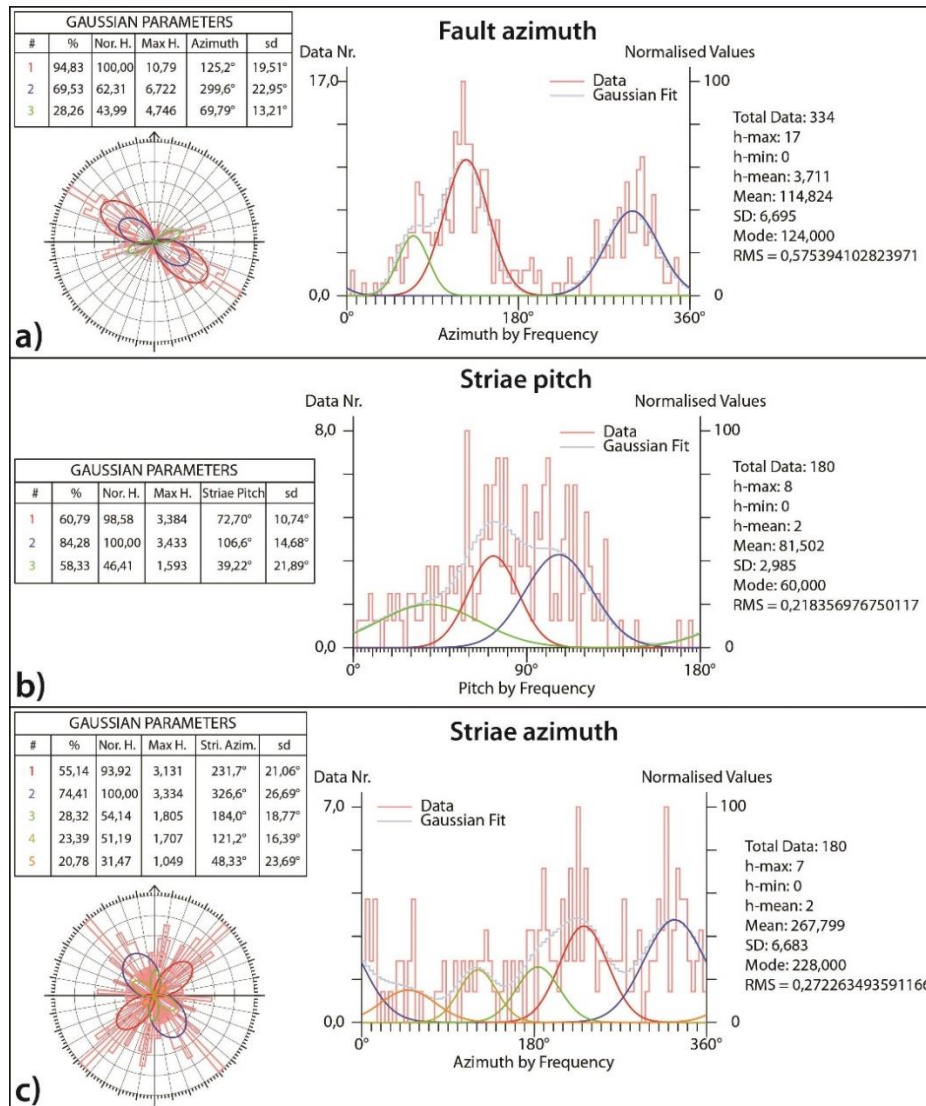 GAUSSIAN PARAMETERS
# % Nor. H. Max H. Azimuth sd
1 94,83 100,00 10,79 125,2° 19,51°
2 69,53 62,31 6,722 299,6° 22,95°
3 28,26 43,99 4,746 69,79° 13,21°
Fault azimuth
Data Nr.
Normalised Values
17,0
100
Data
Gaussian Fit
0,0
0
0°
180°
360°
Azimuth by Frequency
Total Data: 334
h-max: 17
h-min: 0
h-mean: 3,711
Mean: 114,824
SD: 6,695
Mode: 124,000
RMS = 0,575394102823971
a)
Striae pitch
GAUSSIAN PARAMETERS
# % Nor. H. Max H. Striae Pitch sd
1 60,79 98,58 3,384 72,70° 10,74°
2 84,28 100,00 3,433 106,6° 14,68°
3 58,33 46,41 1,593 39,22° 21,89°
Data Nr.
Normalised Values
8,0
100
Data
Gaussian Fit
0,0
0
0°
90°
180°
Pitch by Frequency
Total Data: 180
h-max: 8
h-min: 0
h-mean: 2
Mean: 81,502
SD: 2,985
Mode: 60,000
RMS = 0,218356976750117
b)
GAUSSIAN PARAMETERS
# % Nor. H. Max H. Stri. Azim. sd
1 55,14 93,92 3,131 231,7° 21,06°
2 74,41 100,00 3,334 326,6° 26,69°
3 28,32 54,14 1,805 184,0° 18,77°
4 23,39 51,19 1,707 121,2° 16,39°
5 20,78 31,47 1,049 48,33° 23,69°
Striae azimuth
Data Nr.
Normalised Values
7,0
100
Data
Gaussian Fit
0,0
0
0°
180°
360°
Azimuth by Frequency
Total Data: 180
h-max: 7
h-min: 0
h-mean: 2
Mean: 267,799
SD: 6,683
Mode: 228,000
RMS = 0,272263493591166
c)